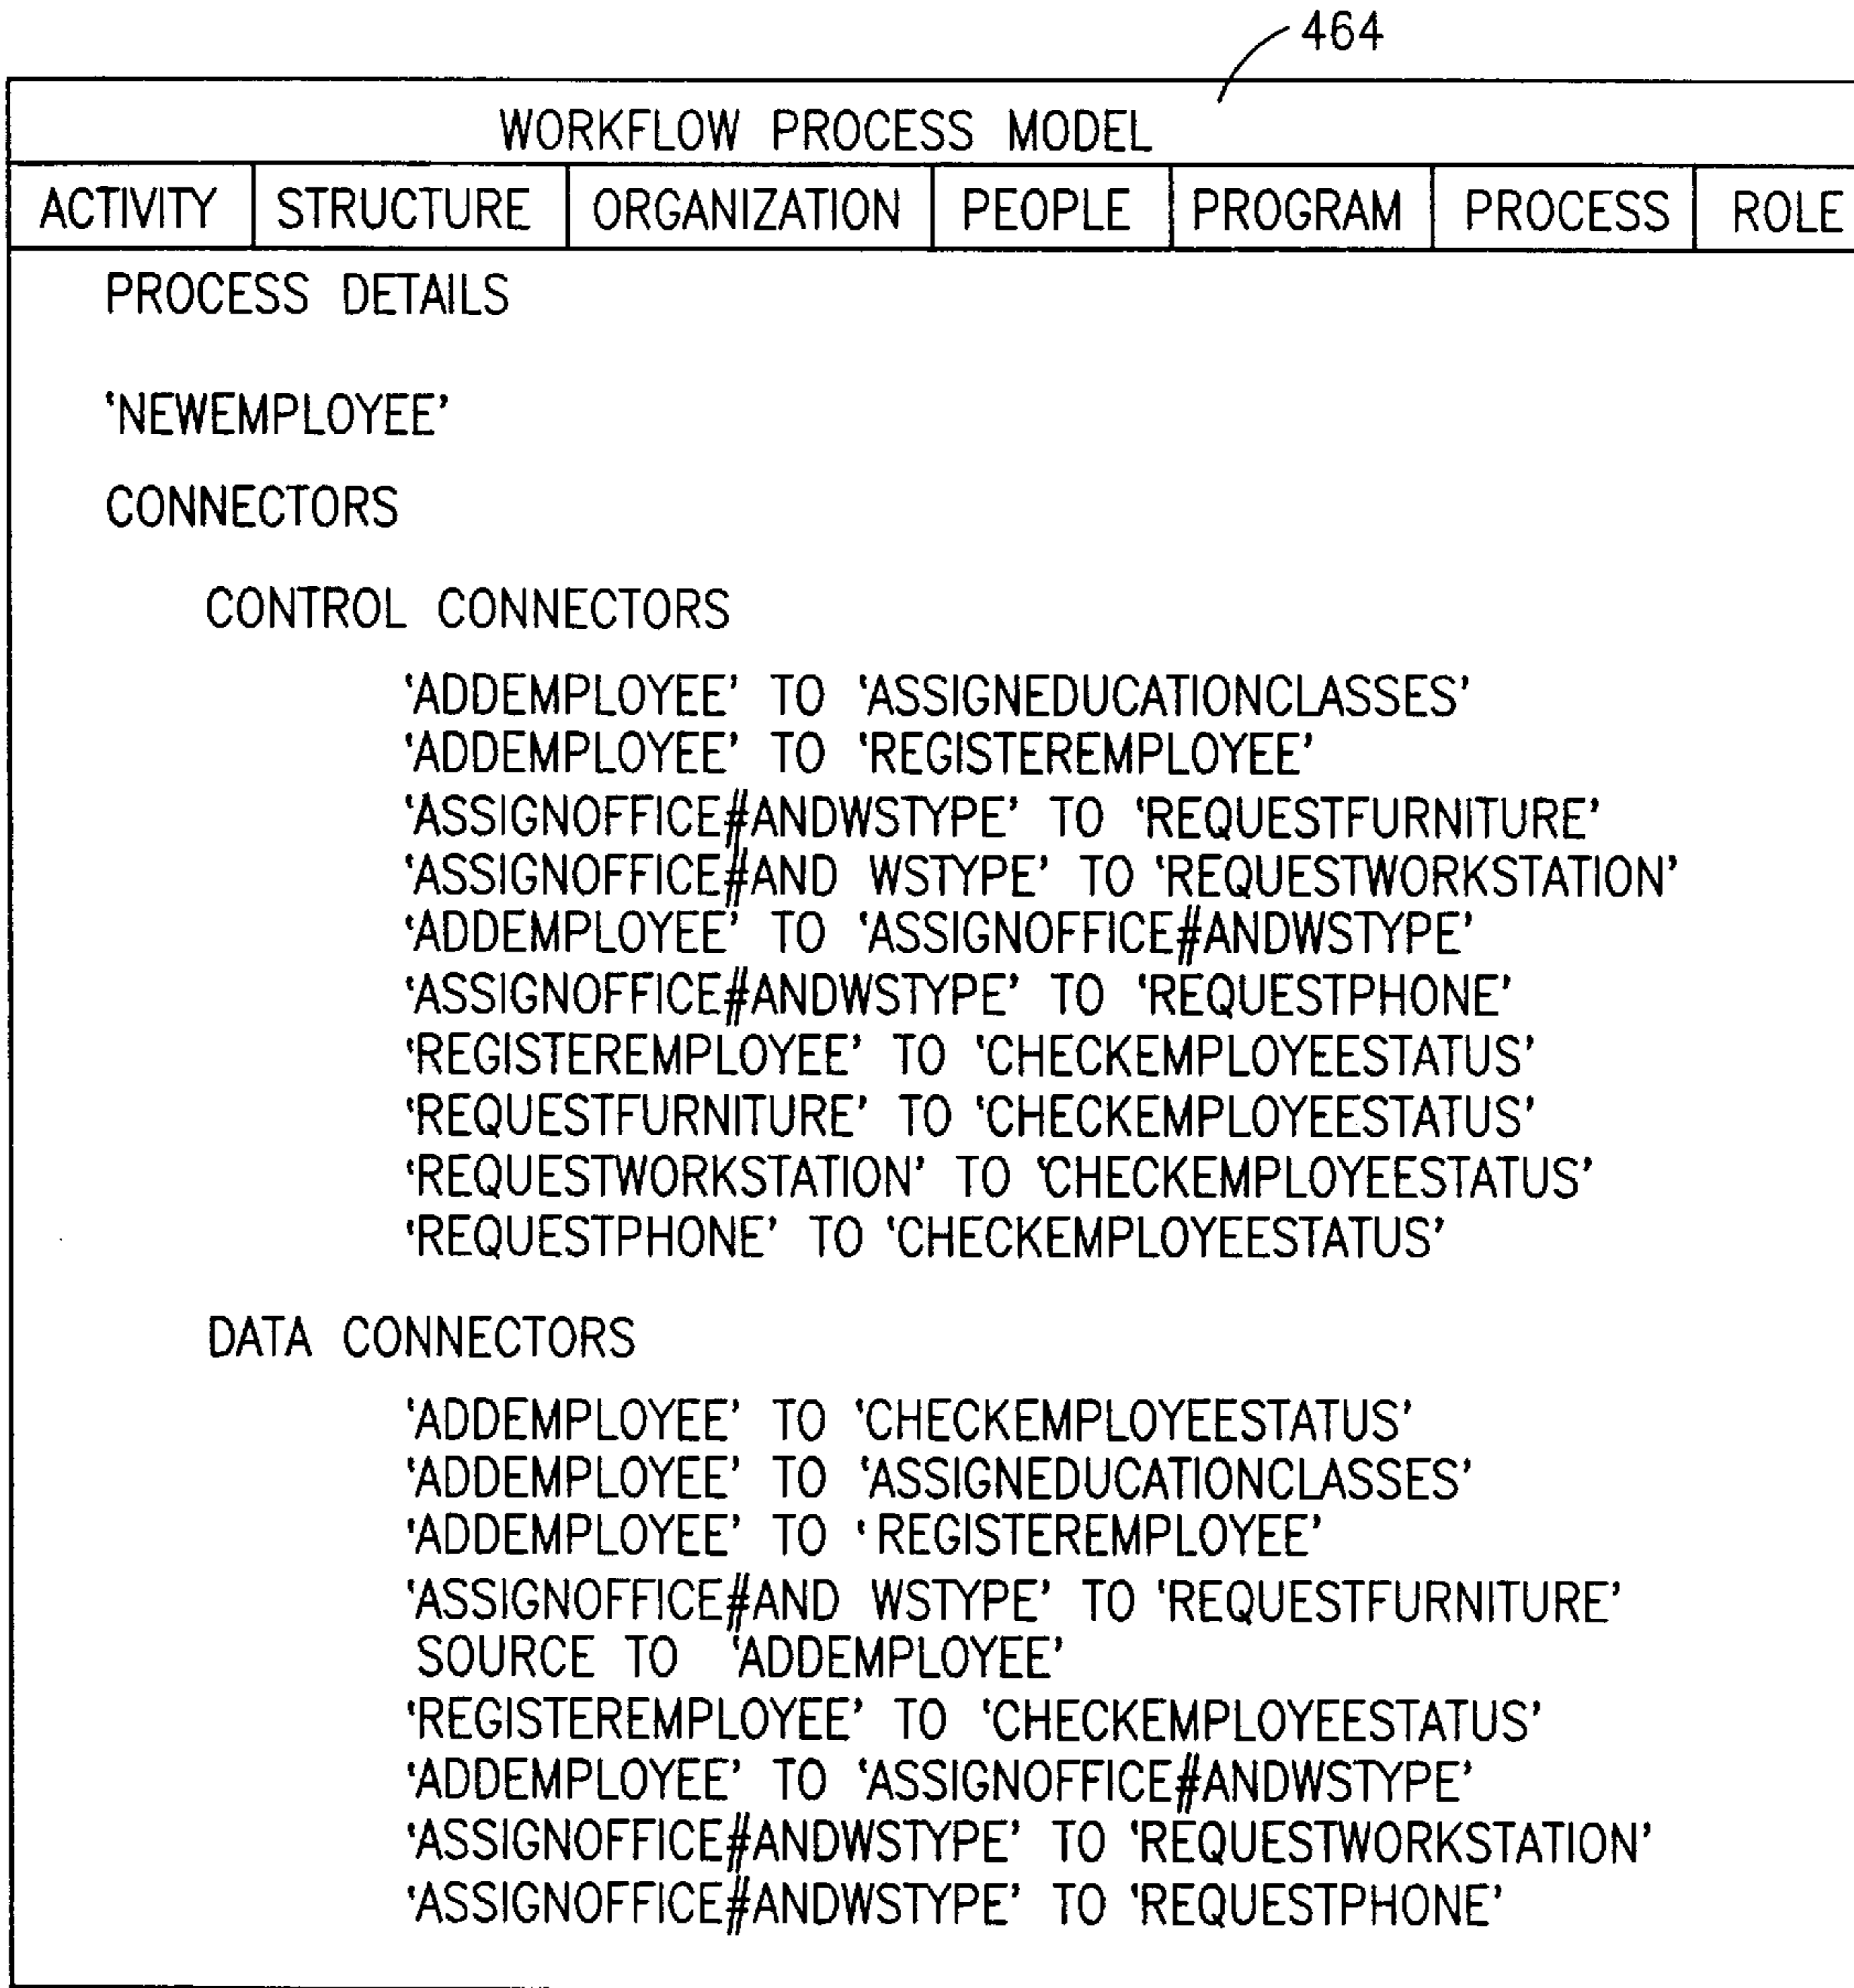 464
WORKFLOW PROCESS MODEL
ACTIVITY STRUCTURE ORGANIZATION PEOPLE PROGRAM PROCESS ROLE
PROCESS DETAILS
'NEWEMPLOYEE'
CONNECTORS
CONTROL CONNECTORS
'ADDEMPLOYEE' TO 'ASSIGNEDUCATIONCLASSES'
'ADDEMPLOYEE' TO 'REGISTEREMPLOYEE'
'ASSIGNOFFICE#ANDWSTYPE' TO 'REQUESTFURNITURE'
'ASSIGNOFFICE#AND WSTYPE' TO 'REQUESTWORKSTATION'
'ADDEMPLOYEE' TO 'ASSIGNOFFICE#ANDWSTYPE'
'ASSIGNOFFICE#ANDWSTYPE' TO 'REQUESTPHONE'
'REGISTEREMPLOYEE' TO 'CHECKEMPLOYEESTATUS'
'REQUESTFURNITURE' TO 'CHECKEMPLOYEESTATUS'
'REQUESTWORKSTATION' TO 'CHECKEMPLOYEESTATUS'
'REQUESTPHONE' TO 'CHECKEMPLOYEESTATUS'
DATA CONNECTORS
'ADDEMPLOYEE' TO 'CHECKEMPLOYEESTATUS'
'ADDEMPLOYEE' TO 'ASSIGNEDUCATIONCLASSES'
'ADDEMPLOYEE' TO 'REGISTEREMPLOYEE'
'ASSIGNOFFICE#AND WSTYPE' TO 'REQUESTFURNITURE'
SOURCE TO 'ADDEMPLOYEE'
'REGISTEREMPLOYEE' TO 'CHECKEMPLOYEESTATUS'
'ADDEMPLOYEE' TO 'ASSIGNOFFICE#ANDWSTYPE'
'ASSIGNOFFICE#ANDWSTYPE' TO 'REQUESTWORKSTATION'
'ASSIGNOFFICE#ANDWSTYPE' TO 'REQUESTPHONE'